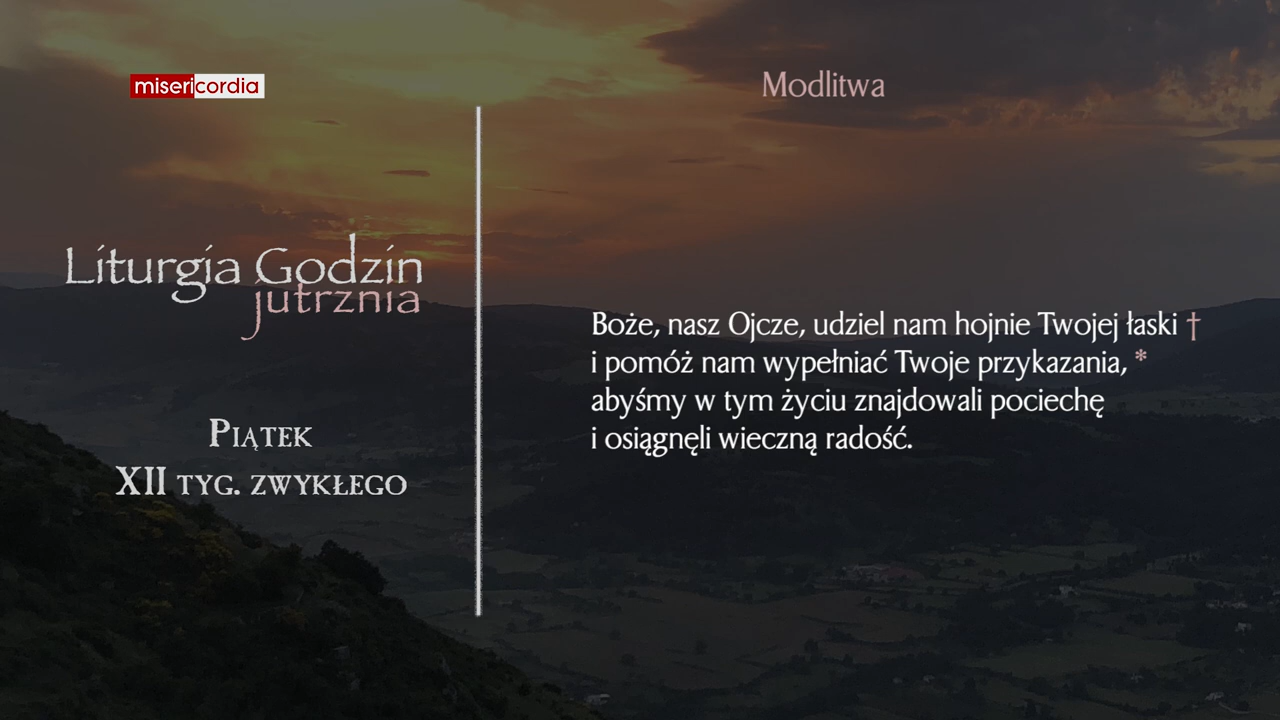 misericordia
Liturgia Godzin
jutrznia
Piątek
XII tyg. zwykłego
Modlitwa
Boże, nasz Ojcze, udziel nam hojnie Twojej łaski †
i pomóż nam wypełniać Twoje przykazania, *
abyśmy w tym życiu znajdowali pociechę
i osiągnęli wieczną radość.